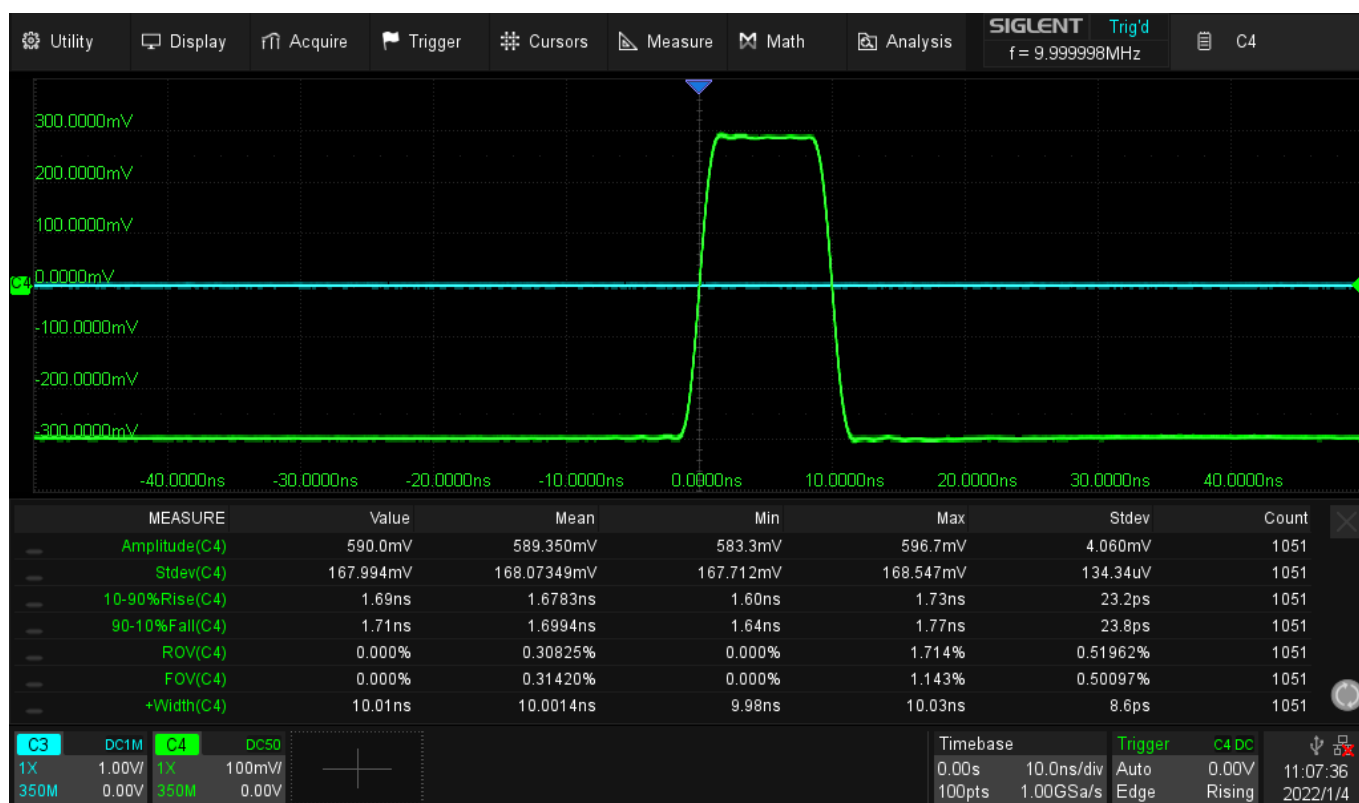 Utility Display Acquire Trigger Cursors Measure Math Analysis SIGLENT Trig'd C4
f = 9.999998MHz
300.0000mV
200.0000mV
100.0000mV
C4 0.0000mV
-100.0000mV
-200.0000mV
-300.0000mV
-40.0000ns -30.0000ns -20.0000ns -10.0000ns 0.0000ns 10.0000ns 20.0000ns 30.0000ns 40.0000ns
MEASURE Value Mean Min Max Stdev Count
Amplitude(C4) 590.0mV 589.350mV 583.3mV 596.7mV 4.060mV 1051
Stdev(C4) 167.994mV 168.07349mV 167.712mV 168.547mV 134.34uV 1051
10-90%Rise(C4) 1.69ns 1.6783ns 1.60ns 1.73ns 23.2ps 1051
90-10%Fall(C4) 1.71ns 1.6994ns 1.64ns 1.77ns 23.8ps 1051
ROV(C4) 0.000% 0.30825% 0.000% 1.714% 0.51962% 1051
FOV(C4) 0.000% 0.31420% 0.000% 1.143% 0.50097% 1051
+Width(C4) 10.01ns 10.0014ns 9.98ns 10.03ns 8.6ps 1051
C3 DC1M C4 DC50 Timebase Trigger C4 DC
1X 1.00V/ 1X 100mV/ 0.00s 10.0ns/div Auto 0.00V 11:07:36
350M 0.00V 350M 0.00V 100pts 1.00GSa/s Edge Rising 2022/1/4